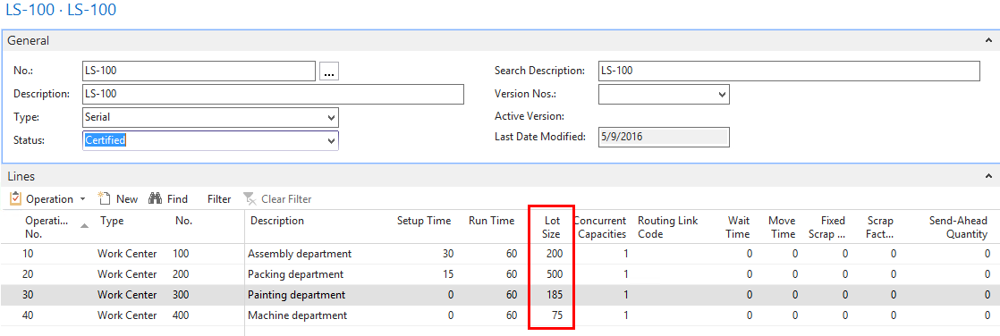 LS-100 · LS-100
General
No.: LS-100 ... Search Description: LS-100
Description: LS-100 Version Nos.:
Type: Serial Active Version:
Status: Certified Last Date Modified: 5/9/2016
Lines
Operation New Find Filter Clear Filter
Operati... No. Type No. Description Setup Time Run Time Lot Size Concurrent Capacities Routing Link Code Wait Time Move Time Fixed Scrap ... Scrap Fact... Send-Ahead Quantity
10 Work Center 100 Assembly department 30 60 200 1 0 0 0 0 0
20 Work Center 200 Packing department 15 60 500 1 0 0 0 0 0
30 Work Center 300 Painting department 0 60 185 1 0 0 0 0 0
40 Work Center 400 Machine department 0 60 75 1 0 0 0 0 0